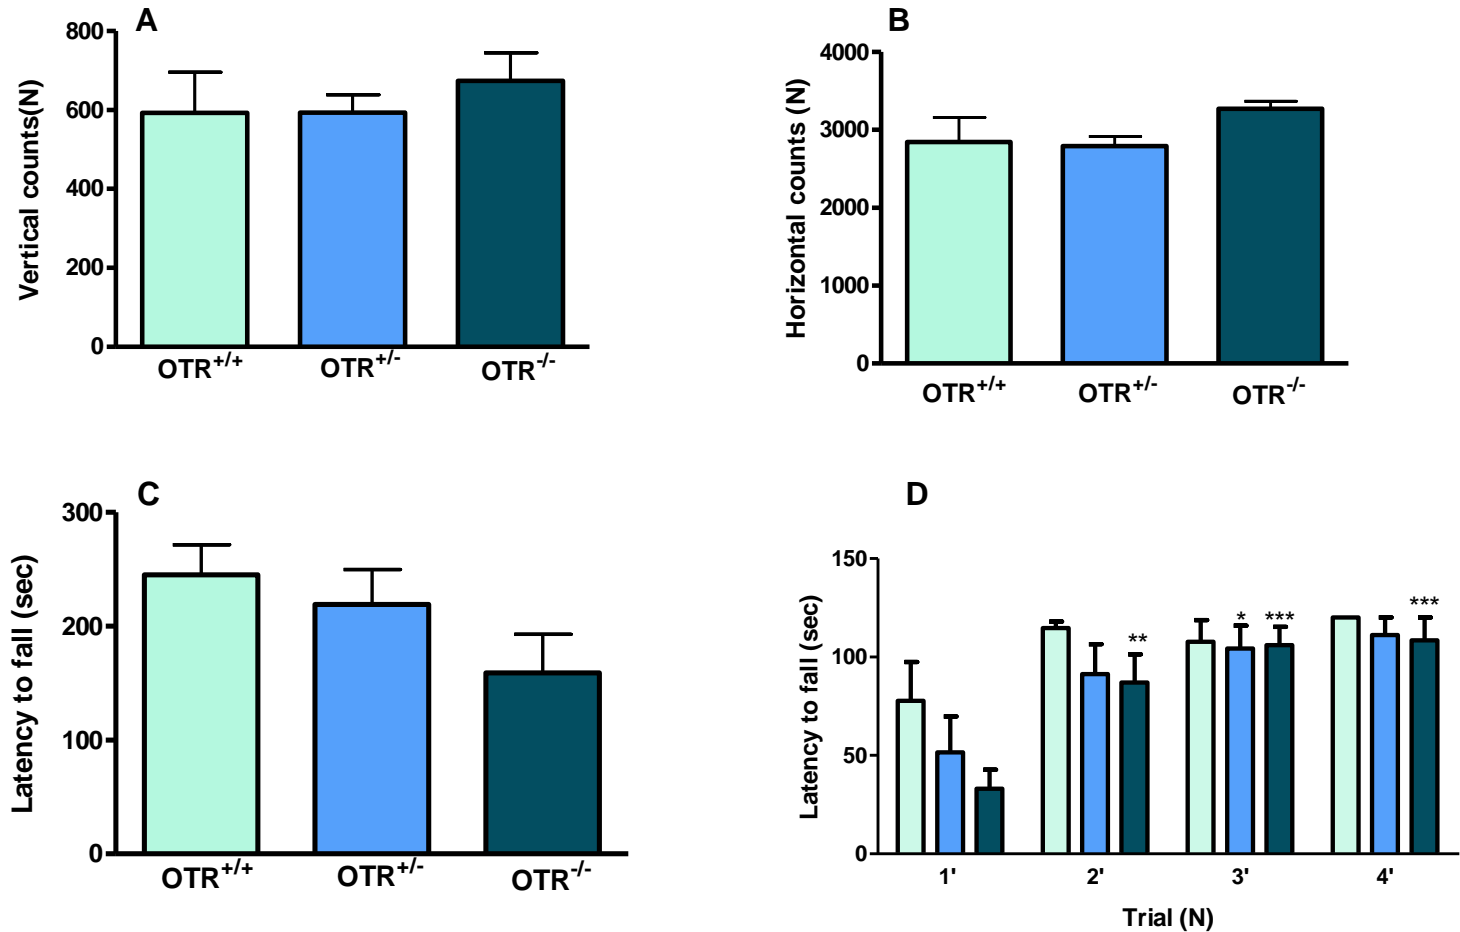 A
Vertical counts(N)
800
600
400
200
0
OTR+/+ OTR+/- OTR-/-
B
Horizontal counts (N)
4000
3000
2000
1000
0
OTR+/+ OTR+/- OTR-/-
C
Latency to fall (sec)
300
200
100
0
OTR+/+ OTR+/- OTR-/-
D
Latency to fall (sec)
150
100
50
0
** * *** ***
1' 2' 3' 4'
Trial (N)